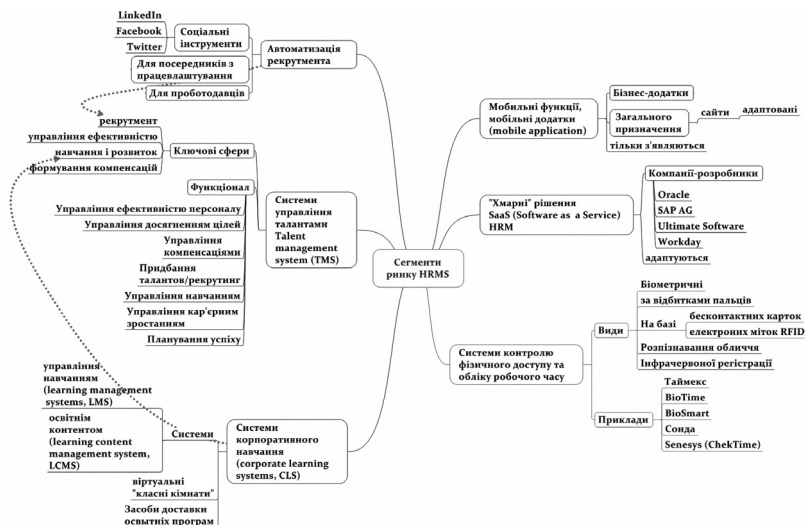 LinkedIn
Facebook
Twitter
Соціальні
інструменти
Для посередників з
працевлаштування
Для проботодавців
Автоматизація
рекрутмента
рекрутмент
управління ефективністю
навчання і розвиток
формування компенсацій
Ключові сфери
Функціонал
Управління ефективністю персоналу
Управління досягненням цілей
Управління
компенсаціями
Придбання
талантов/рекрутинг
Управління навчанням
Управління кар'єрним
зростанням
Планування успіху
Системи
управління
талантами
Talent
management
system (TMS)
управління
навчанням
(learning management
systems, LMS)
освітнім
контентом
(learning content
management system,
LCMS)
Системи
віртуальні
"класні кімнати"
Засоби доставки
освытніх програм
Системи
корпоративного
навчання
(corporate learning
systems, CLS)
Сегменти
ринку HRMS
Мобильні функції,
мобільні додатки
(mobile application)
Бізнес-додатки
Загального
призначення
сайти
адаптовані
тільки з'являються
"Хмарні" рішення
SaaS (Software as a Service)
HRM
Компанії-розробники
Oracle
SAP AG
Ultimate Software
Workday
адаптуються
Системи контролю
фізичного доступу та
обліку робочого часу
Види
Біометричні
за відбитками пальців
На базі
бесконтактних карток
електроних міток RFID
Розпізнавання обличчя
Інфрачервоної регістрації
Приклади
Таймекс
BioTime
BioSmart
Сонда
Senesys (ChekTime)